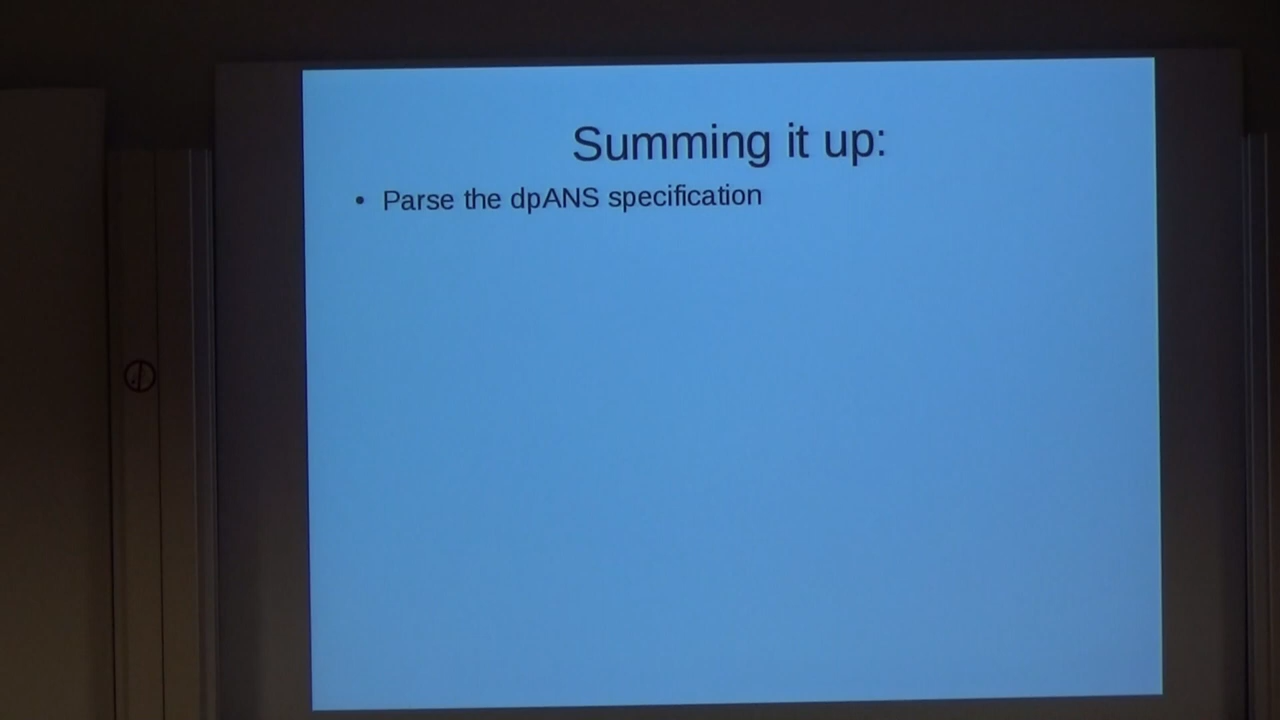 Summing it up:
• Parse the dpANS specification